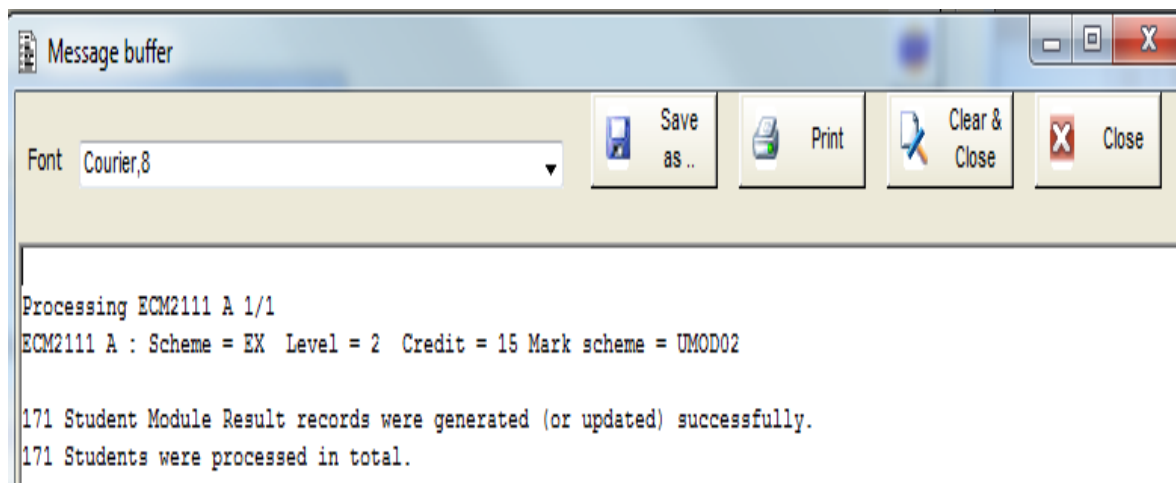 Message buffer
Font Courier,8
Save as ..
Print
Clear & Close
Close
Processing ECM2111 A 1/1
ECM2111 A : Scheme = EX  Level = 2  Credit = 15 Mark scheme = UMOD02
171 Student Module Result records were generated (or updated) successfully.
171 Students were processed in total.